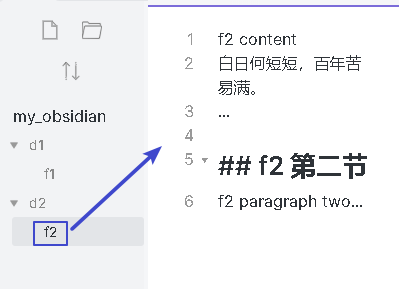 my_obsidian
d1
f1
d2
f2
1 f2 content
2 白日何短短，百年苦
易满。
3 ...
4
5 ## f2 第二节
6 f2 paragraph two...